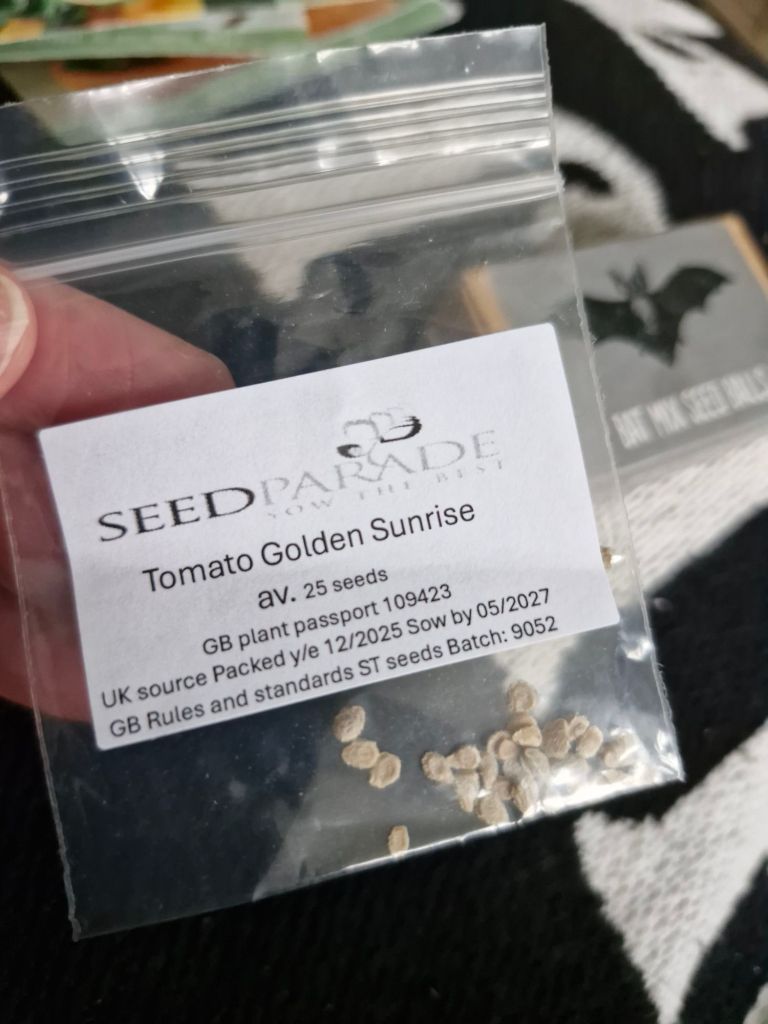 SEEDPARADE
SOW THE BEST
Tomato Golden Sunrise
av. 25 seeds
GB plant passport 109423
UK source Packed y/e 12/2025 Sow by 05/2027
GB Rules and standards ST seeds Batch: 9052
BAT MIX SEED BALLS